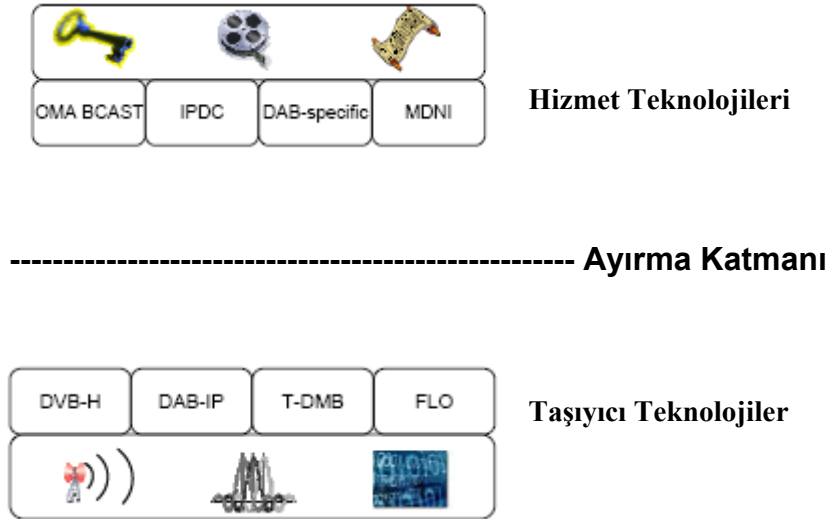 OMA BCAST IPDC DAB-specific MDNI
Hizmet Teknolojileri
----------------------------------------------------- Ayırma Katmanı
DVB-H DAB-IP T-DMB FLO
Taşıyıcı Teknolojiler